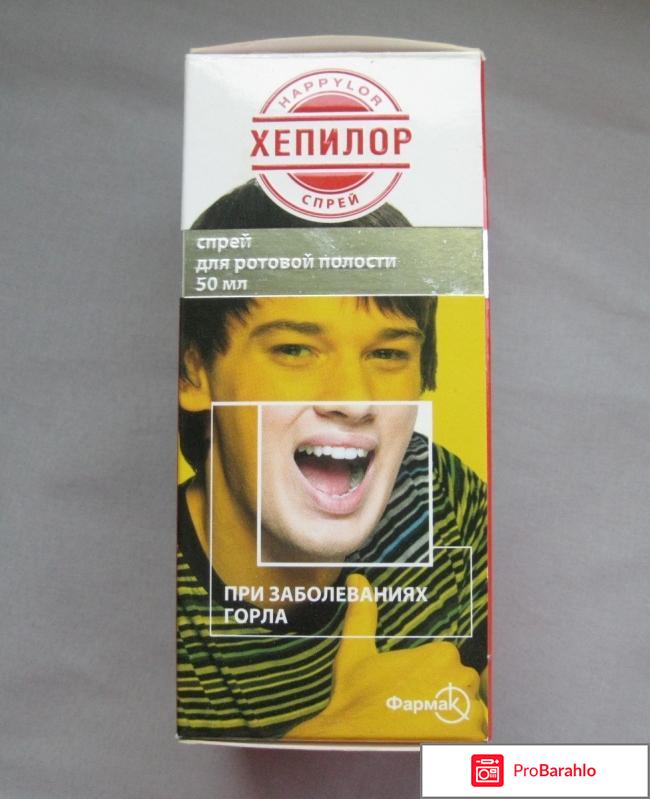 HAPPYLOR
ХЕПИЛОР
СПРЕЙ
спрей
для ротовой полости
50 мл
ПРИ ЗАБОЛЕВАНИЯХ
ГОРЛА
Фармак
ProBarahlo